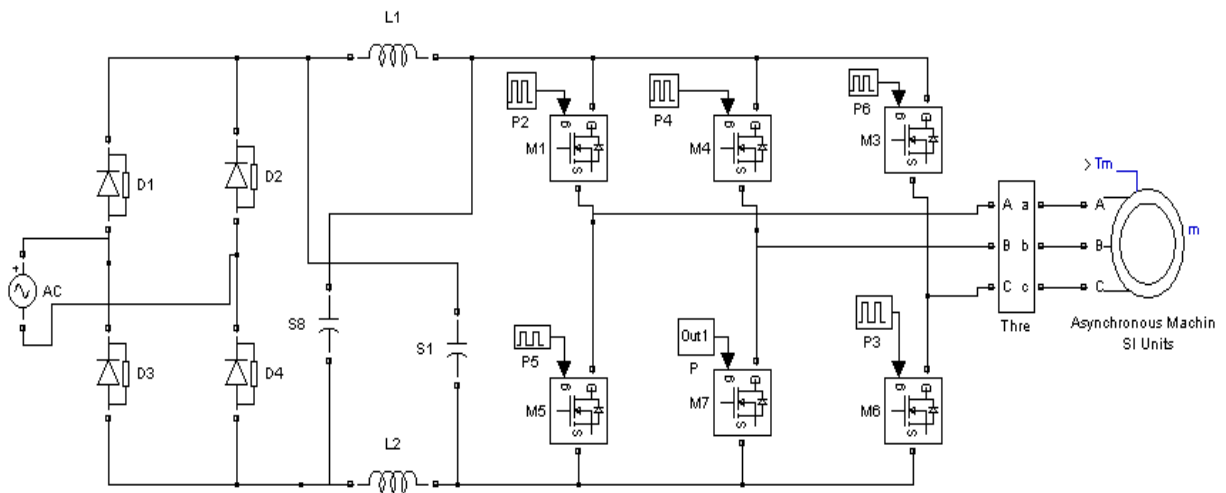 L1
P2
P4
P6
M1
M4
M3
g
D
S
g
D
S
g
D
S
D1
D2
Tm
A a
A
m
B b
B
C c
C
+
AC
S8
S1
P5
Out1
P
P3
Thre
Asynchronous Machin
SI Units
D3
D4
M5
M7
M6
g
D
S
g
D
S
g
D
S
L2